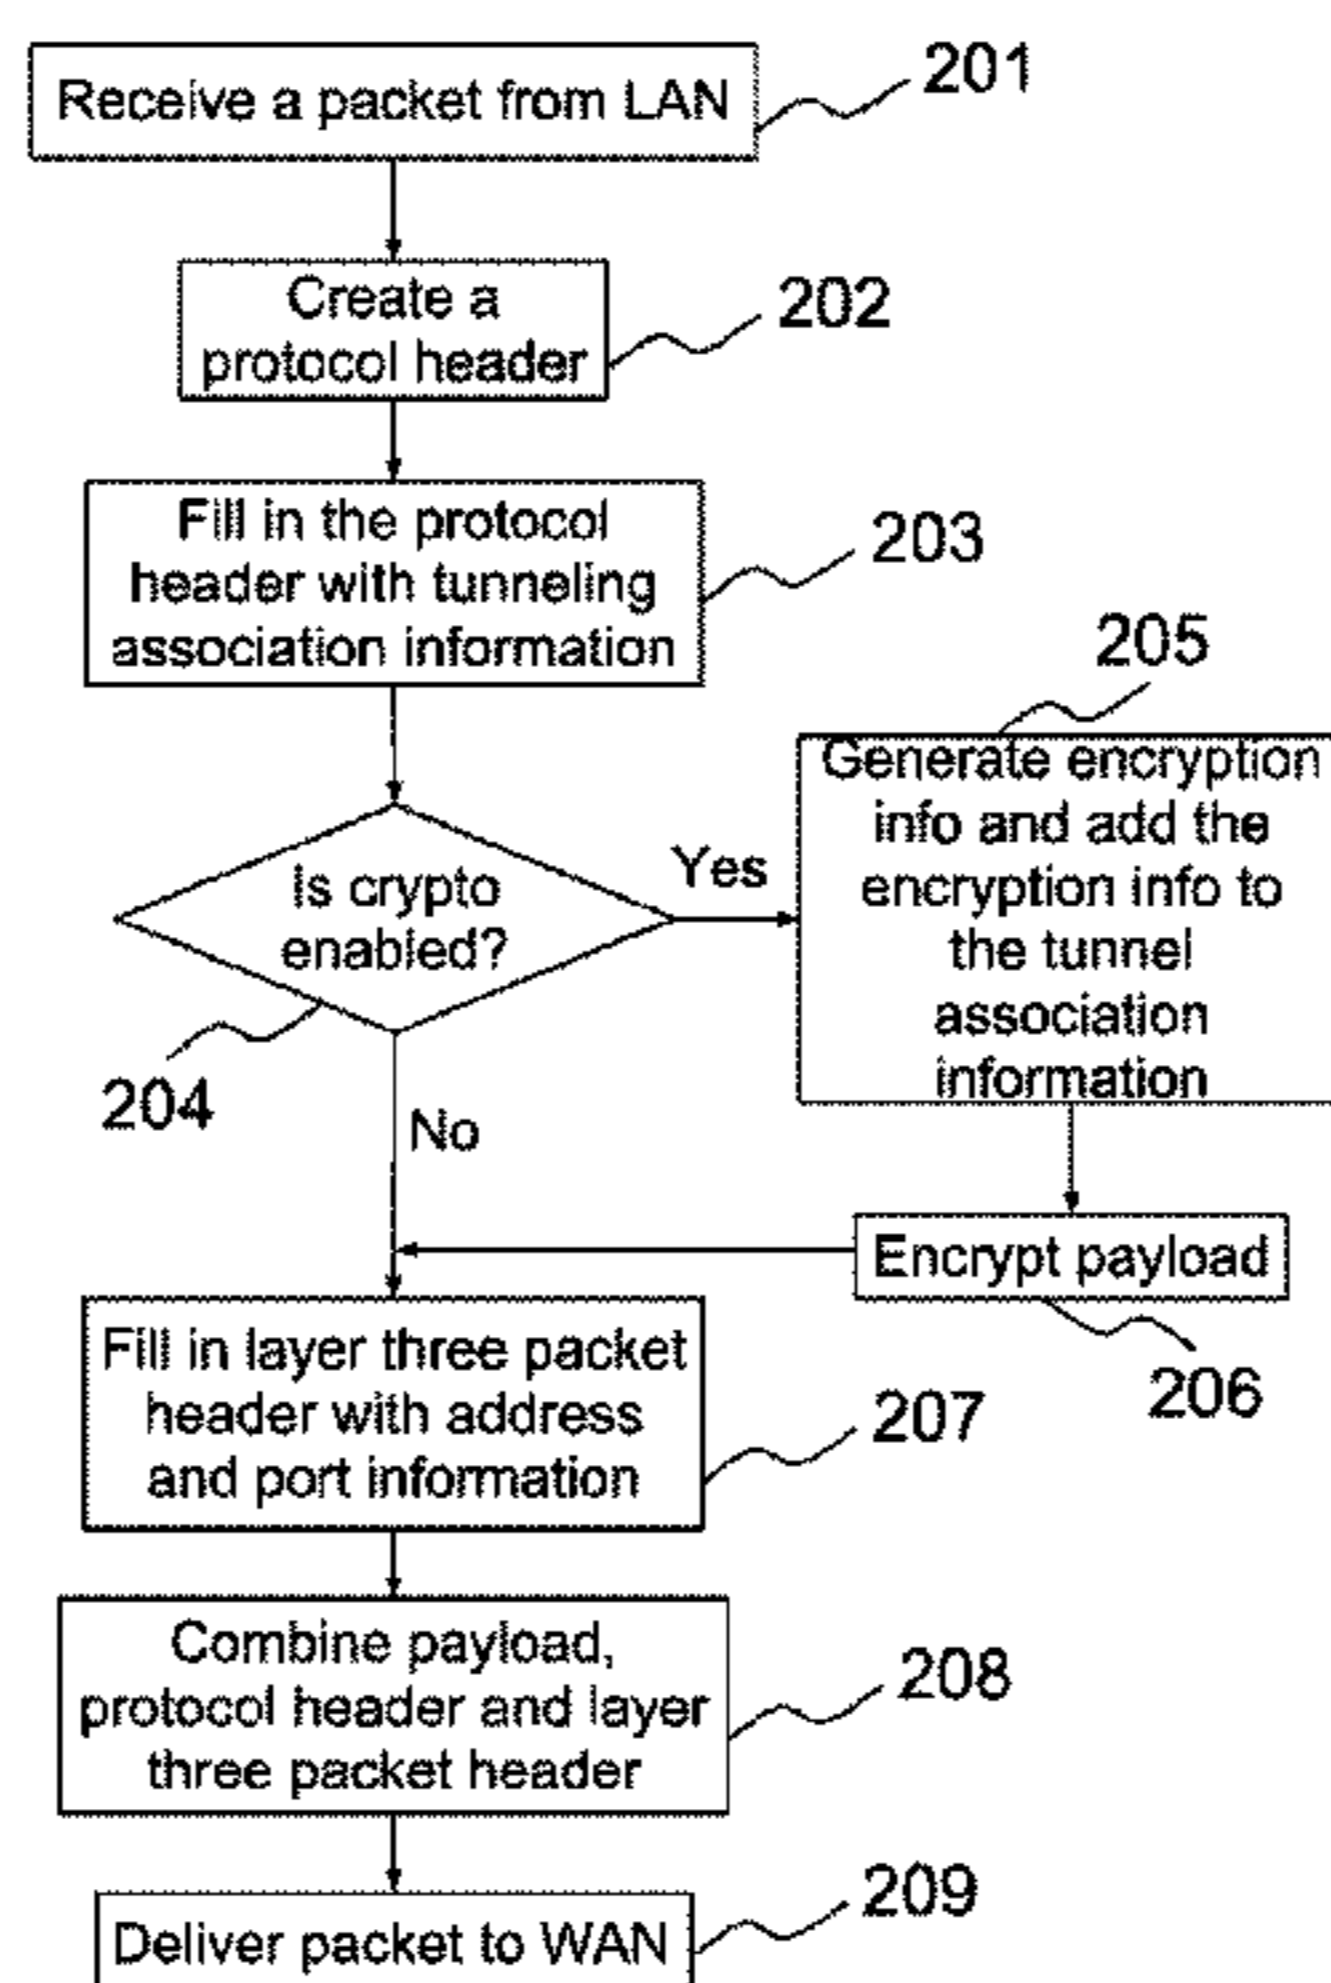 Receive a packet from LAN
201
Create a
protocol header
202
Fill in the protocol
header with tunneling
association information
203
Is crypto
enabled?
204
Yes
No
205
Generate encryption
info and add the
encryption info to
the tunnel
association
information
Encrypt payload
206
Fill in layer three packet
header with address
and port information
207
Combine payload,
protocol header and layer
three packet header
208
Deliver packet to WAN
209